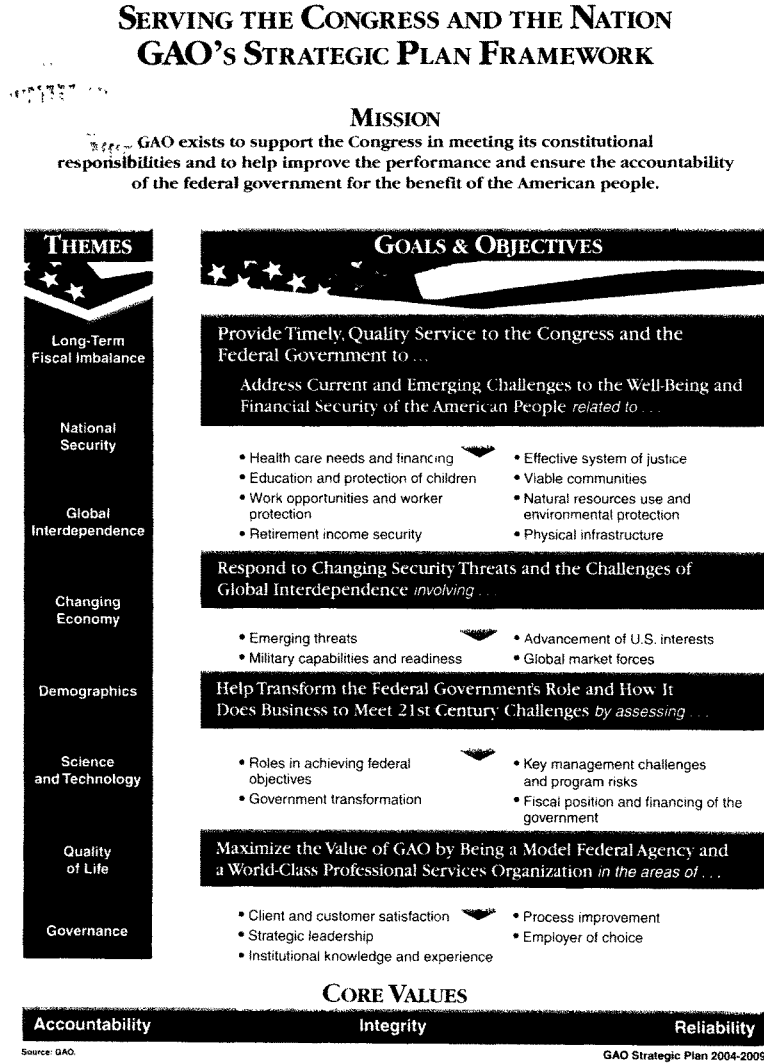 SERVING THE CONGRESS AND THE NATION
GAO'S STRATEGIC PLAN FRAMEWORK
MISSION
GAO exists to support the Congress in meeting its constitutional
responsibilities and to help improve the performance and ensure the accountability
of the federal government for the benefit of the American people.
THEMES
Long-Term
Fiscal Imbalance
National
Security
Global
Interdependence
Changing
Economy
Demographics
Science
and Technology
Quality
of Life
Governance
GOALS & OBJECTIVES
Provide Timely, Quality Service to the Congress and the
Federal Government to ...
Address Current and Emerging Challenges to the Well-Being and
Financial Security of the American People related to ...
• Health care needs and financing
• Education and protection of children
• Work opportunities and worker
protection
• Retirement income security
• Effective system of justice
• Viable communities
• Natural resources use and
environmental protection
• Physical infrastructure
Respond to Changing Security Threats and the Challenges of
Global Interdependence involving ...
• Emerging threats
• Military capabilities and readiness
• Advancement of U.S. interests
• Global market forces
Help Transform the Federal Government's Role and How It
Does Business to Meet 21st Century Challenges by assessing ...
• Roles in achieving federal
objectives
• Government transformation
• Key management challenges
and program risks
• Fiscal position and financing of the
government
Maximize the Value of GAO by Being a Model Federal Agency and
a World-Class Professional Services Organization in the areas of ...
• Client and customer satisfaction
• Strategic leadership
• Institutional knowledge and experience
• Process improvement
• Employer of choice
CORE VALUES
Accountability Integrity Reliability
Source: GAO.
GAO Strategic Plan 2004-2009